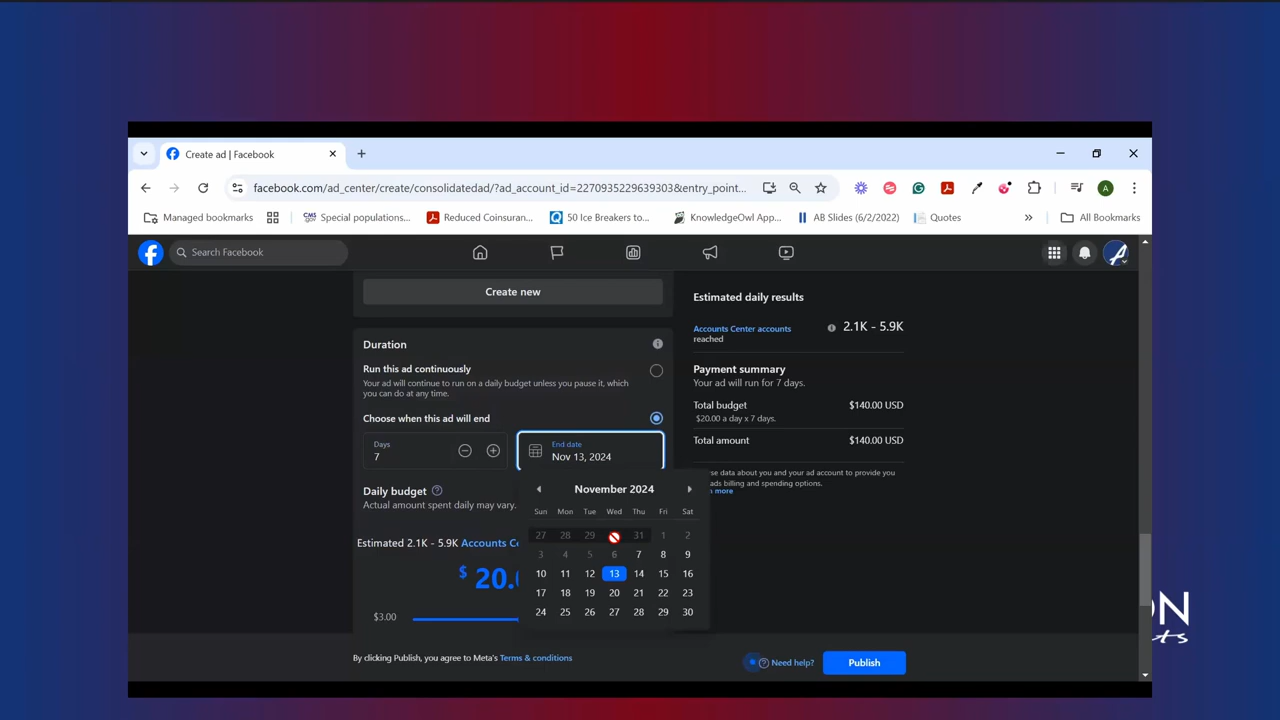 Create ad | Facebook
facebook.com/ad_center/create/consolidatedad/?ad_account_id=2270935229639303&entry_point...
A
Managed bookmarks
CMS Special populations...
Reduced Coinsuran...
50 Ice Breakers to...
KnowledgeOwl App...
AB Slides (6/2/2022)
Quotes
»
All Bookmarks
Search Facebook
Create new
Duration
Run this ad continuously
Your ad will continue to run on a daily budget unless you pause it, which
you can do at any time.
Choose when this ad will end
Days
7
End date
Nov 13, 2024
November 2024
Sun Mon Tue Wed Thu Fri Sat
27 28 29 31 1 2
3 4 5 6 7 8 9
10 11 12 13 14 15 16
17 18 19 20 21 22 23
24 25 26 27 28 29 30
Daily budget
Actual amount spent daily may vary.
Estimated 2.1K - 5.9K Accounts Ce
$ 20.
$3.00
Estimated daily results
Accounts Center accounts
reached
2.1K - 5.9K
Payment summary
Your ad will run for 7 days.
Total budget
$140.00 USD
$20.00 a day x 7 days.
Total amount
$140.00 USD
se data about you and your ad account to provide you
ads billing and spending options.
more
By clicking Publish, you agree to Meta's Terms & conditions
Need help?
Publish
ON